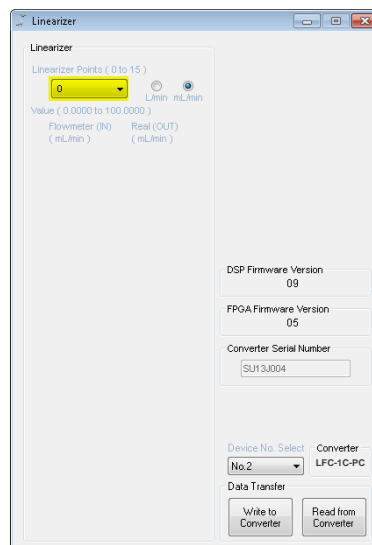 Linearizer
Linearizer
Linearizer Points ( 0 to 15 )
0
L/min mL/min
Value ( 0.0000 to 100.0000 )
Flowmeter (IN) Real (OUT)
( mL/min ) ( mL/min )
DSP Firmware Version
09
FPGA Firmware Version
05
Converter Serial Number
SU13J004
Device No. Select Converter
No.2 LFC-1C-PC
Data Transfer
Write to Read from
Converter Converter